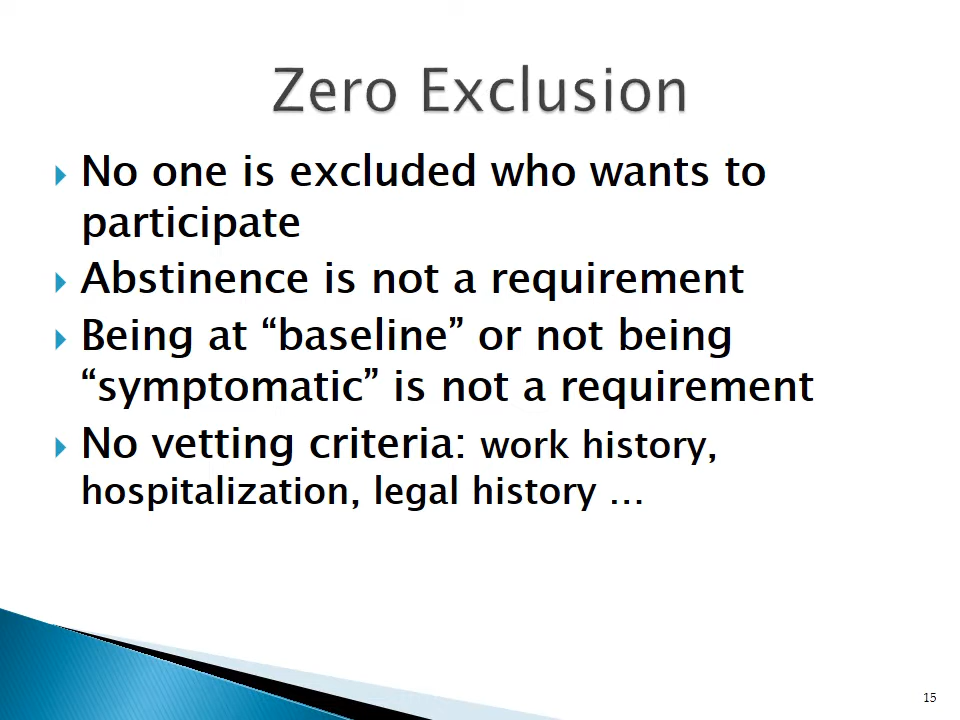 Zero Exclusion
No one is excluded who wants to
participate
Abstinence is not a requirement
Being at “baseline” or not being
“symptomatic” is not a requirement
No vetting criteria: work history,
hospitalization, legal history …
15